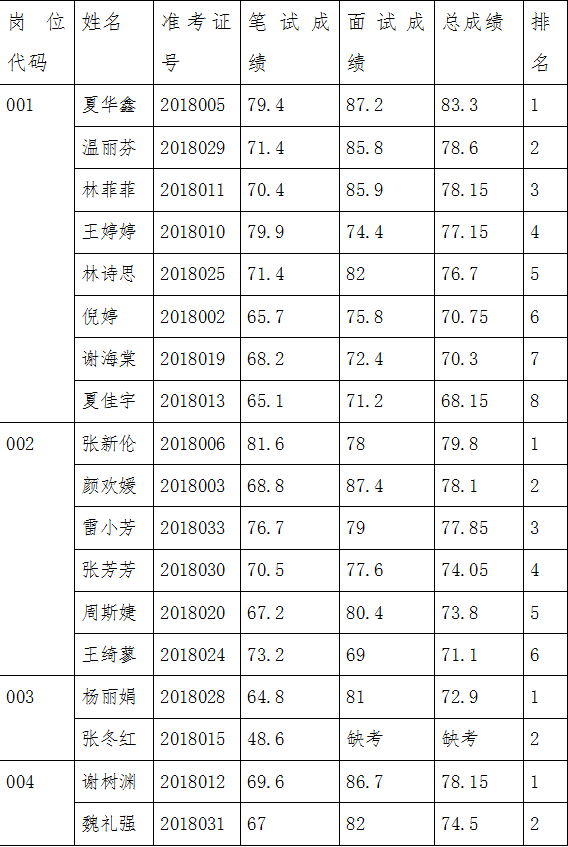 岗位代码 姓名 准考证号 笔试成绩 面试成绩 总成绩 排名
001 夏华鑫 2018005 79.4 87.2 83.3 1
温丽芬 2018029 71.4 85.8 78.6 2
林菲菲 2018011 70.4 85.9 78.15 3
王婷婷 2018010 79.9 74.4 77.15 4
林诗思 2018025 71.4 82 76.7 5
倪婷 2018002 65.7 75.8 70.75 6
谢海棠 2018019 68.2 72.4 70.3 7
夏佳宇 2018013 65.1 71.2 68.15 8
002 张新伦 2018006 81.6 78 79.8 1
颜欢媛 2018003 68.8 87.4 78.1 2
雷小芳 2018033 76.7 79 77.85 3
张芳芳 2018030 70.5 77.6 74.05 4
周斯婕 2018020 67.2 80.4 73.8 5
王绮蓼 2018024 73.2 69 71.1 6
003 杨丽娟 2018028 64.8 81 72.9 1
张冬红 2018015 48.6 缺考 缺考 2
004 谢树渊 2018012 69.6 86.7 78.15 1
魏礼强 2018031 67 82 74.5 2